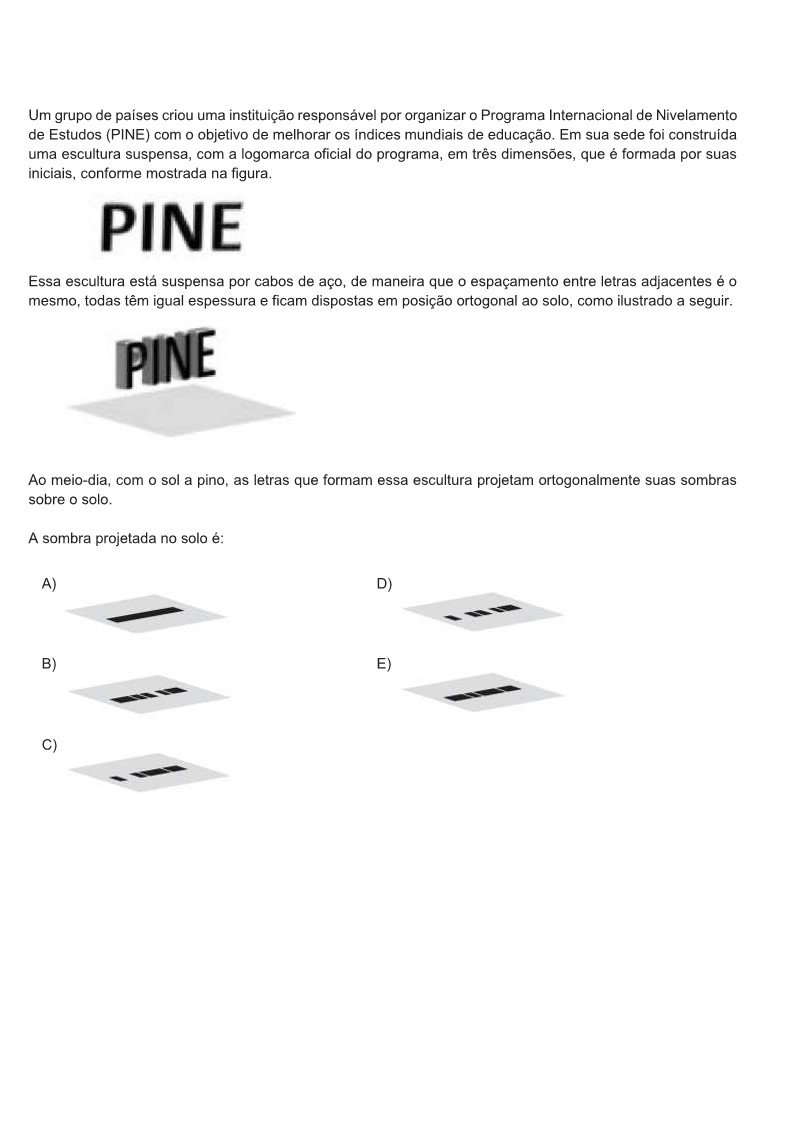 Um grupo de países criou uma instituição responsável por organizar o Programa Internacional de Nivelamento
de Estudos (PINE) com o objetivo de melhorar os índices mundiais de educação. Em sua sede foi construída
uma escultura suspensa, com a logomarca oficial do programa, em três dimensões, que é formada por suas
iniciais, conforme mostrada na figura.
PINE
Essa escultura está suspensa por cabos de aço, de maneira que o espaçamento entre letras adjacentes é o
mesmo, todas têm igual espessura e ficam dispostas em posição ortogonal ao solo, como ilustrado a seguir.
PINE
Ao meio-dia, com o sol a pino, as letras que formam essa escultura projetam ortogonalmente suas sombras
sobre o solo.
A sombra projetada no solo é:
A)
D)
B)
E)
C)